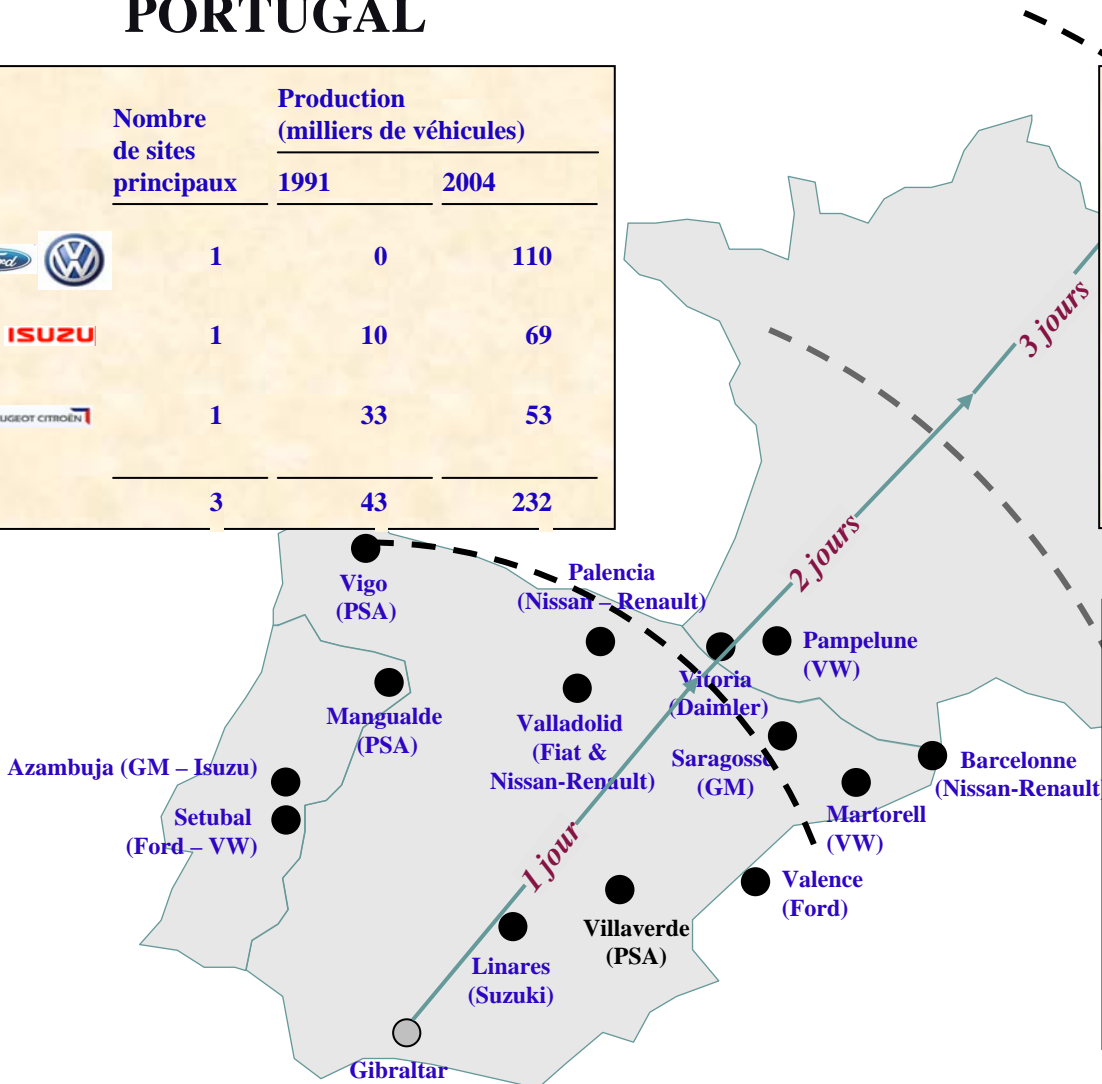 PORTUGAL
Nombre
de sites
principaux
Production
(milliers de véhicules)
1991
2004
1
0
110
ISUZU
1
10
69
CITROËN
1
33
53
3
43
232
3 jours
2 jours
1 jour
Vigo
(PSA)
Palencia
(Nissan – Renault)
Pampelune
(VW)
Vitoria
(Daimler)
Mangualde
(PSA)
Valladolid
(Fiat &
Nissan-Renault)
Saragosse
(GM)
Barcelonne
(Nissan-Renault)
Azambuja (GM – Isuzu)
Setubal
(Ford – VW)
Martorell
(VW)
Valence
(Ford)
Villaverde
(PSA)
Linares
(Suzuki)
Gibraltar